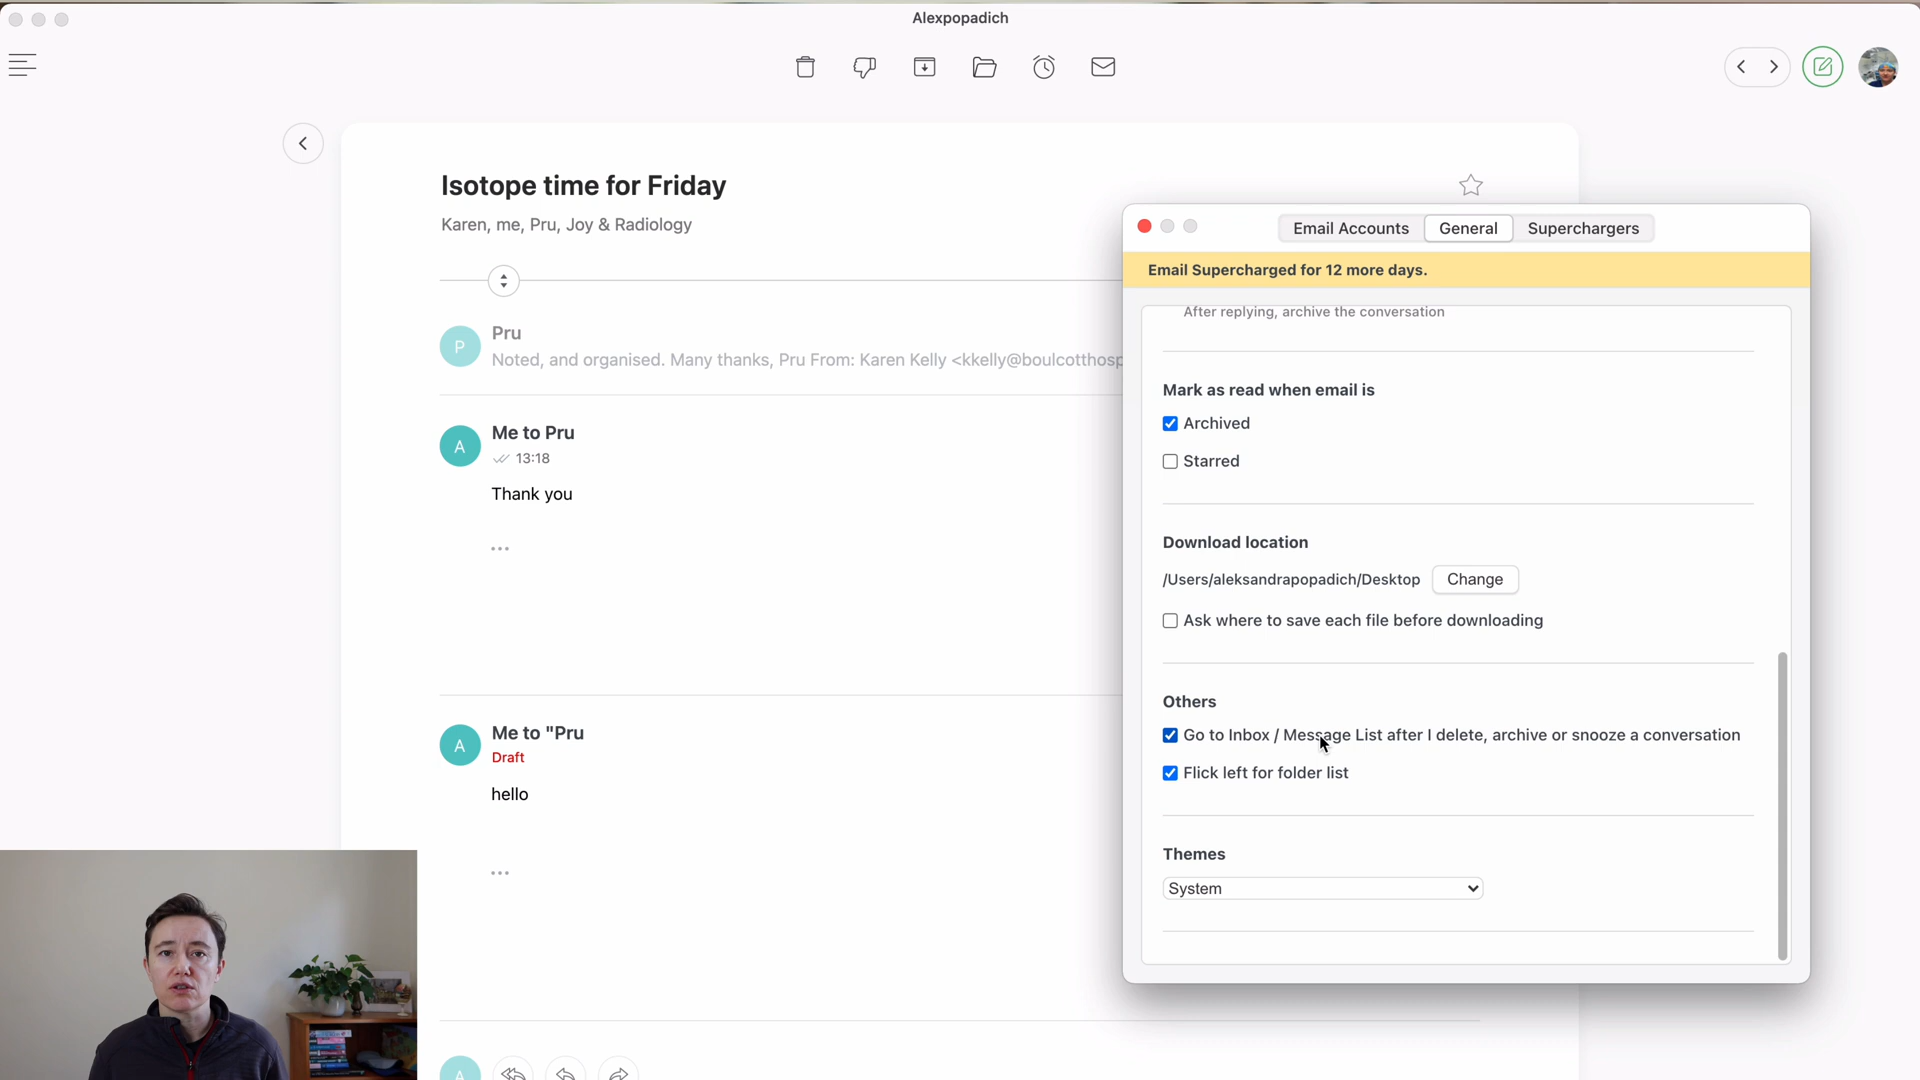 Alexpopadich
Isotope time for Friday
Karen, me, Pru, Joy & Radiology
P
Pru
Noted, and organised. Many thanks, Pru From: Karen Kelly <kkelly@boulcotthosp
A
Me to Pru
13:18
Thank you
...
A
Me to "Pru
Draft
hello
...
A
Email Accounts
General
Superchargers
Email Supercharged for 12 more days.
After replying, archive the conversation
Mark as read when email is
Archived
Starred
Download location
/Users/aleksandrapopadich/Desktop
Change
Ask where to save each file before downloading
Others
Go to Inbox / Message List after I delete, archive or snooze a conversation
Flick left for folder list
Themes
System